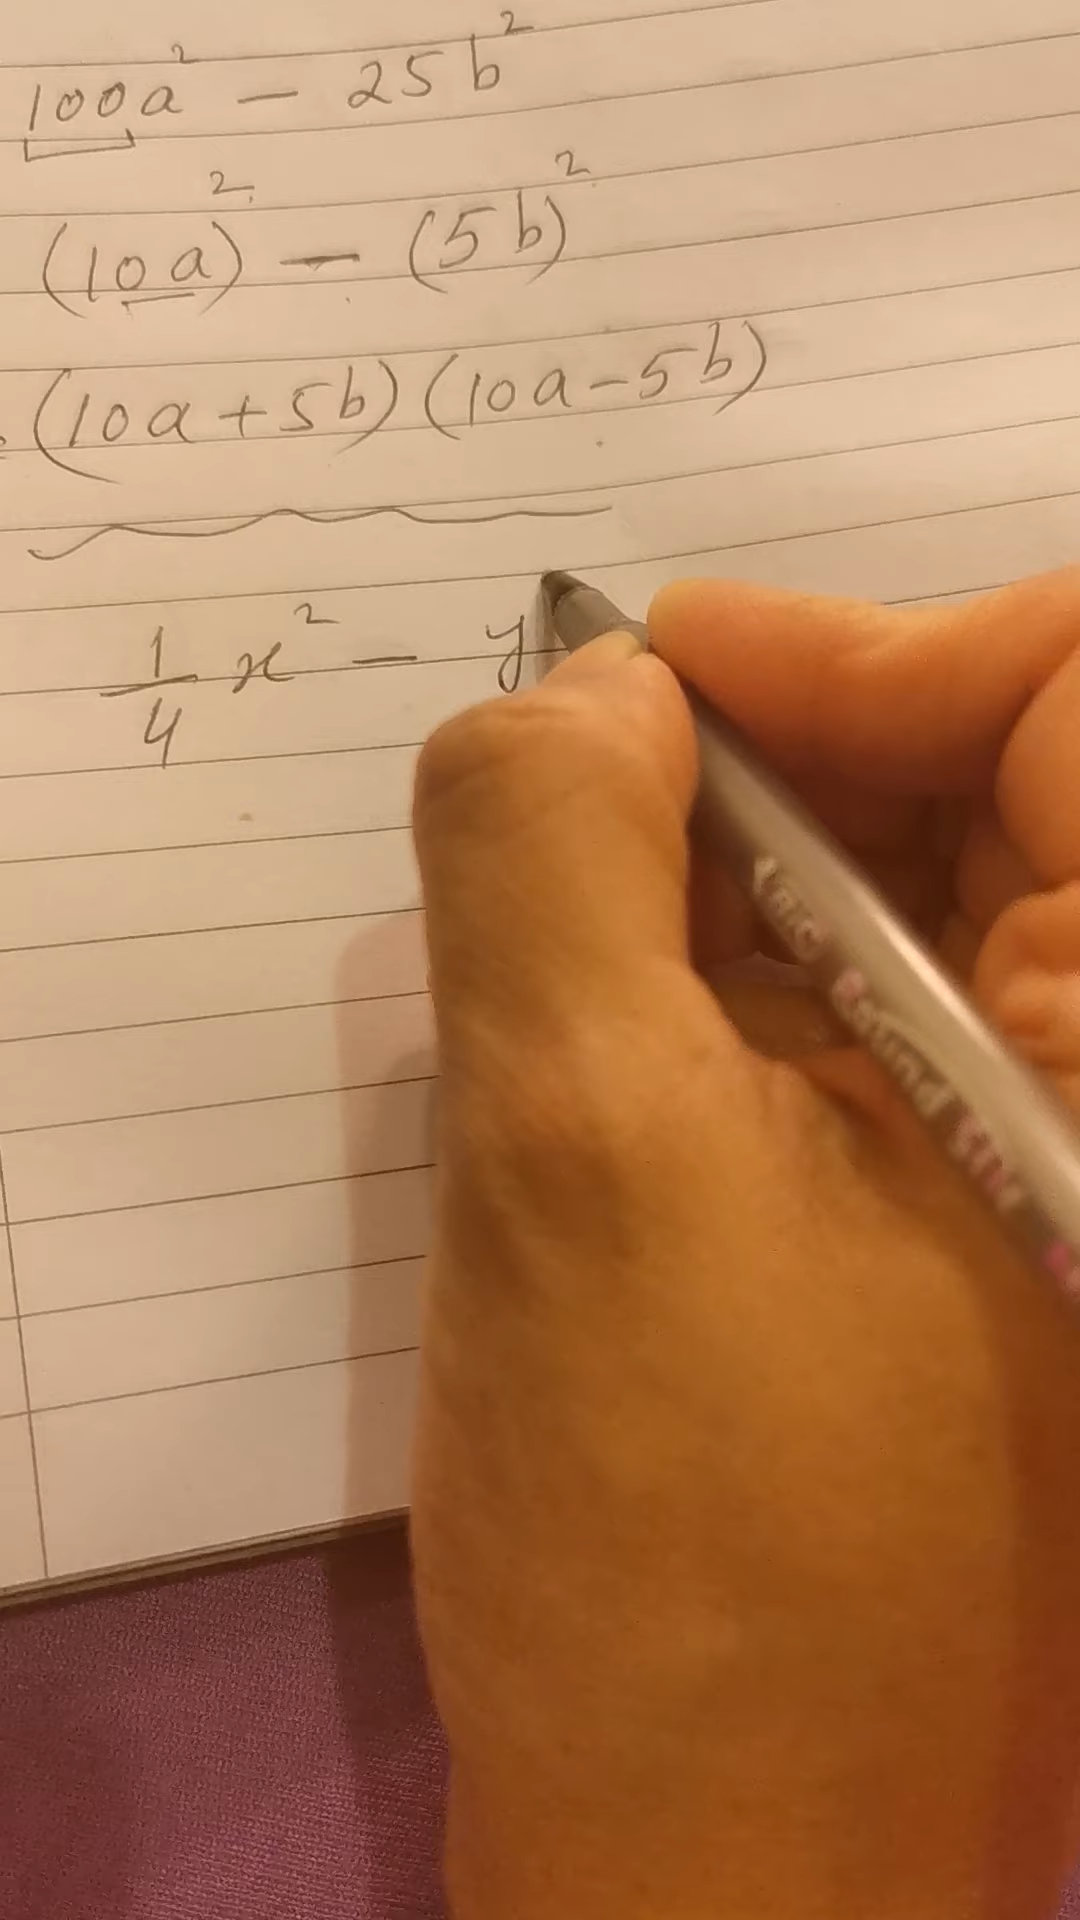 100a² - 25b²
(10a)² - (5b)²
(10a+5b)(10a-5b)
1/4 x² - y